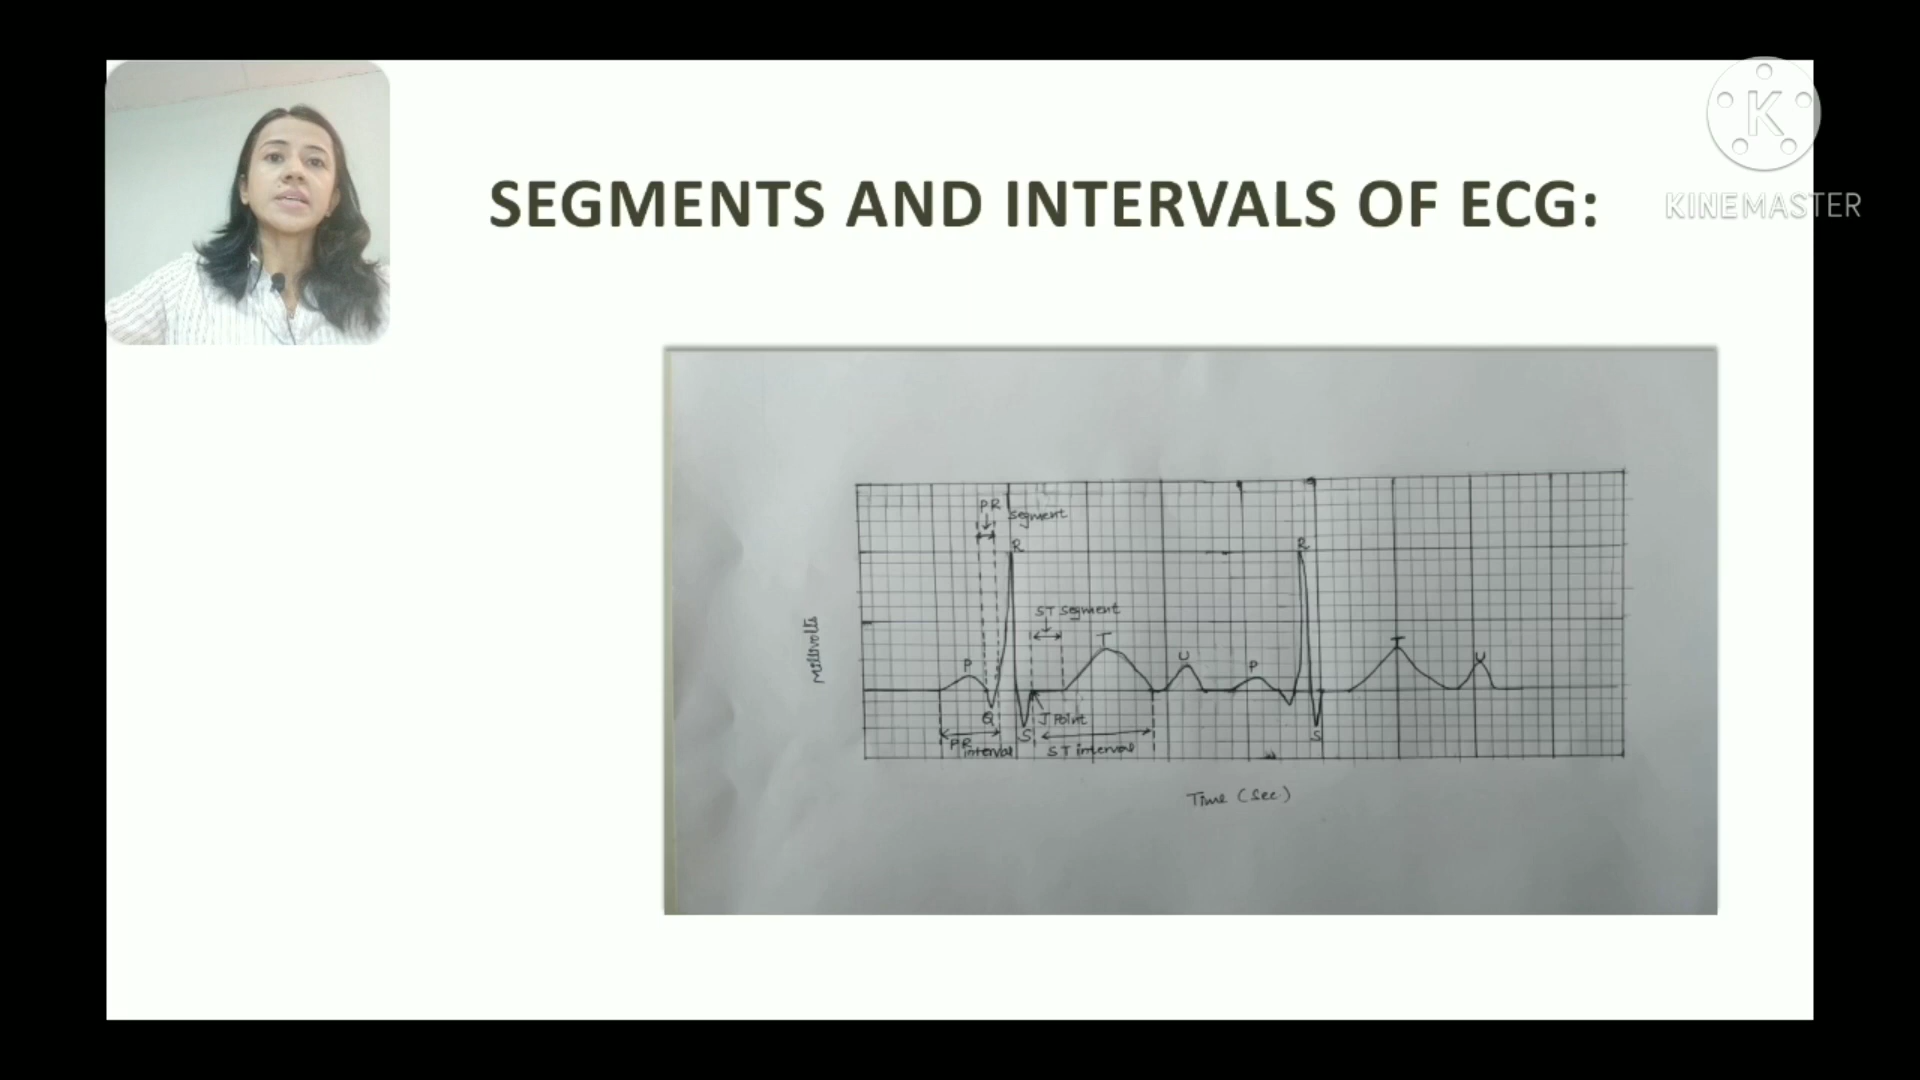 SEGMENTS AND INTERVALS OF ECG:
K
KINEMASTER
PR
segment
R
R
ST segment
T
T
P
U
P
U
Millivolts
Q
J Point
S
S
PR
interval
ST interval
Time (Sec)